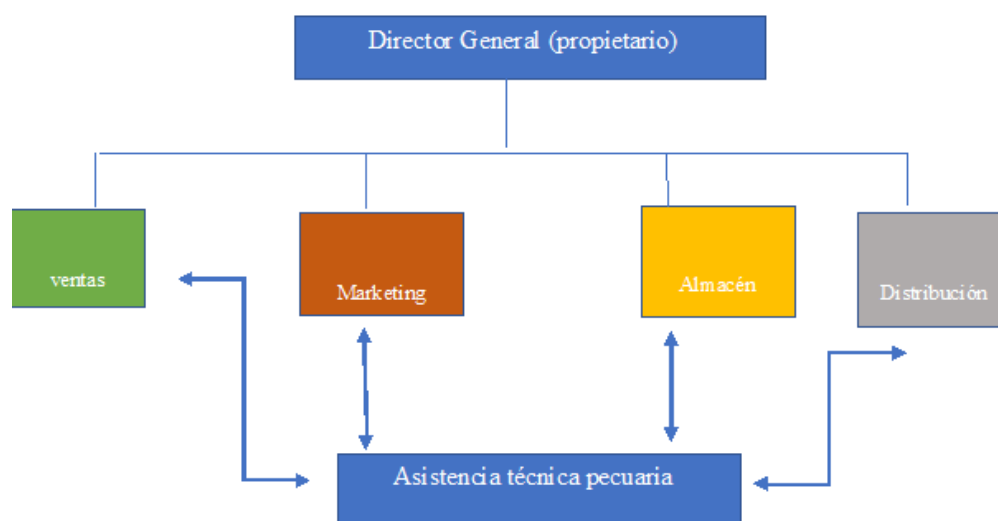 Director General (propietario)
ventas
Marketing
Almacén
Distribución
Asistencia técnica pecuaria